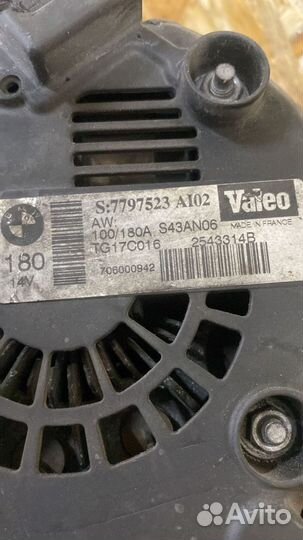 S:7797523 AI02
Valeo
AW:
100/180A S43AN06
MADE IN FRANCE
TG17C016
2543314B
180
14V
706000942
Avito